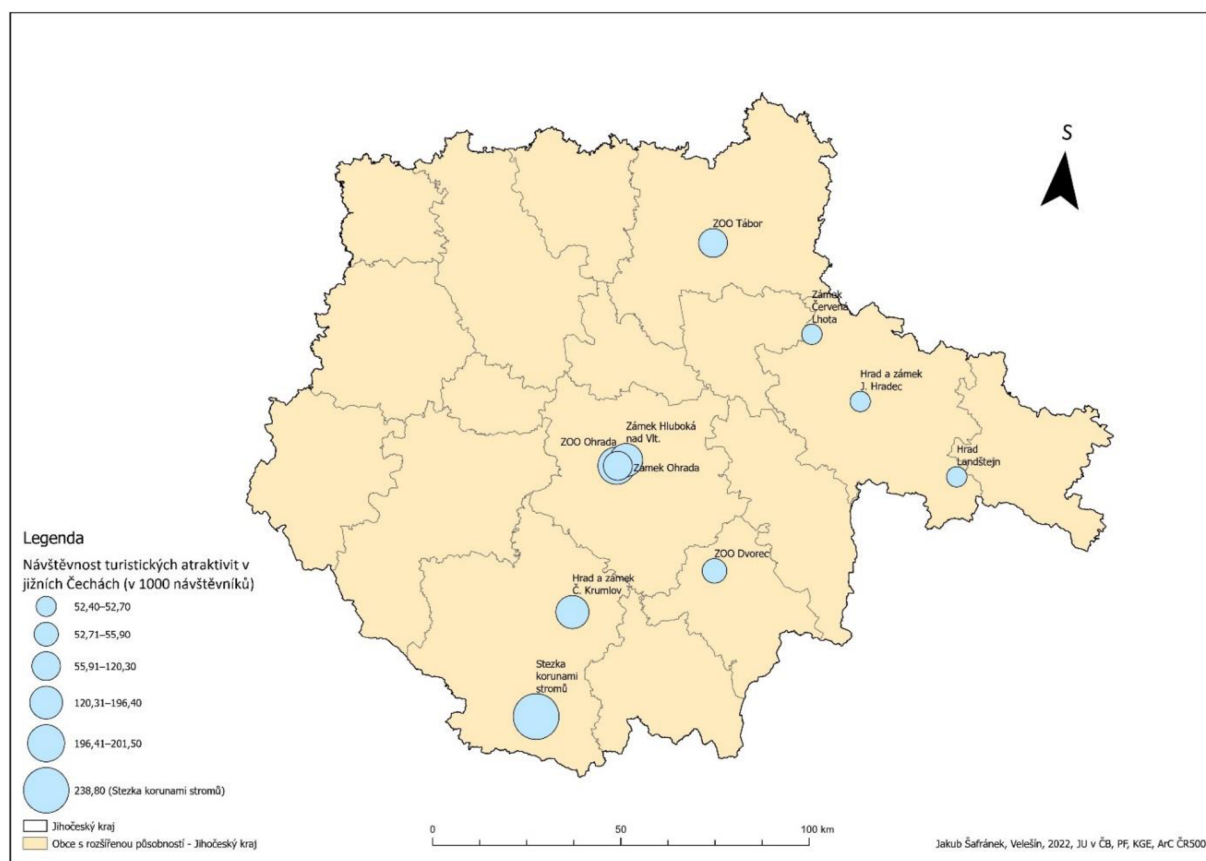 S
ZOO Tábor
Zámek
Červená
Lhota
Hrad a zámek
J. Hradec
Zámek Hluboká
nad Vlt.
ZOO Ohrada
Zámek Ohrada
Hrad
Landštejn
ZOO Dvorec
Hrad a zámek
Č. Krumlov
Stezka
korunami
stromů
Legenda
Návštěvnost turistických atraktivit v
jižních Čechách (v 1000 návštěvníků)
52,40–52,70
52,71–55,90
55,91–120,30
120,31–196,40
196,41–201,50
238,80 (Stezka korunami stromů)
Jihočeský kraj
Obce s rozšířenou působností - Jihočeský kraj
0 50 100 km
Jakub Šafránek, Velešín, 2022, JU v ČB, PF, KGE, ArC ČR500